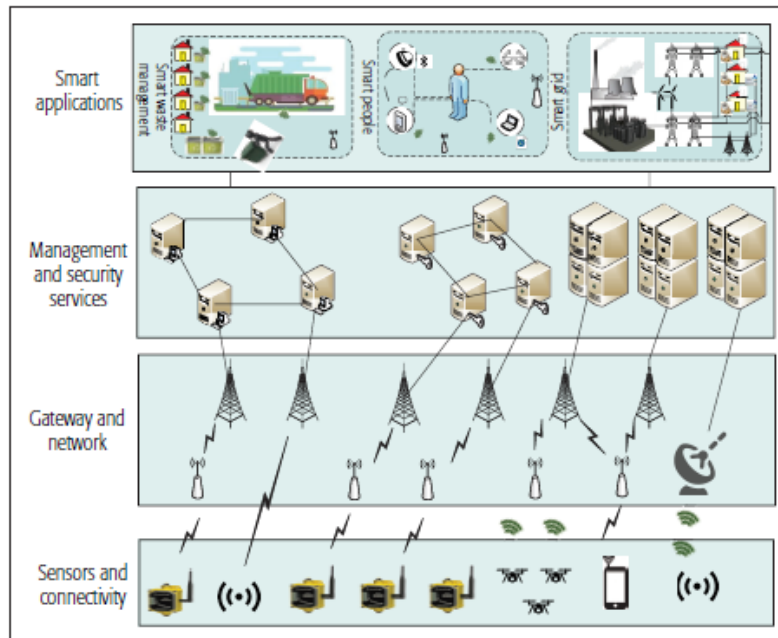 Smart
applications
Smart waste
management
Smart people
Smart grid
Management
and security
services
Gateway and
network
Sensors and
connectivity